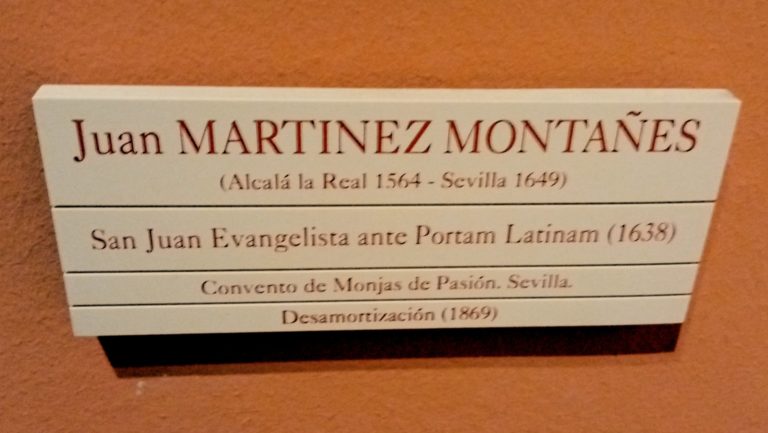 Juan MARTINEZ MONTAÑES
(Alcalá la Real 1564 - Sevilla 1649)
San Juan Evangelista ante Portam Latinam (1638)
Convento de Monjas de Pasión. Sevilla.
Desamortización (1869)